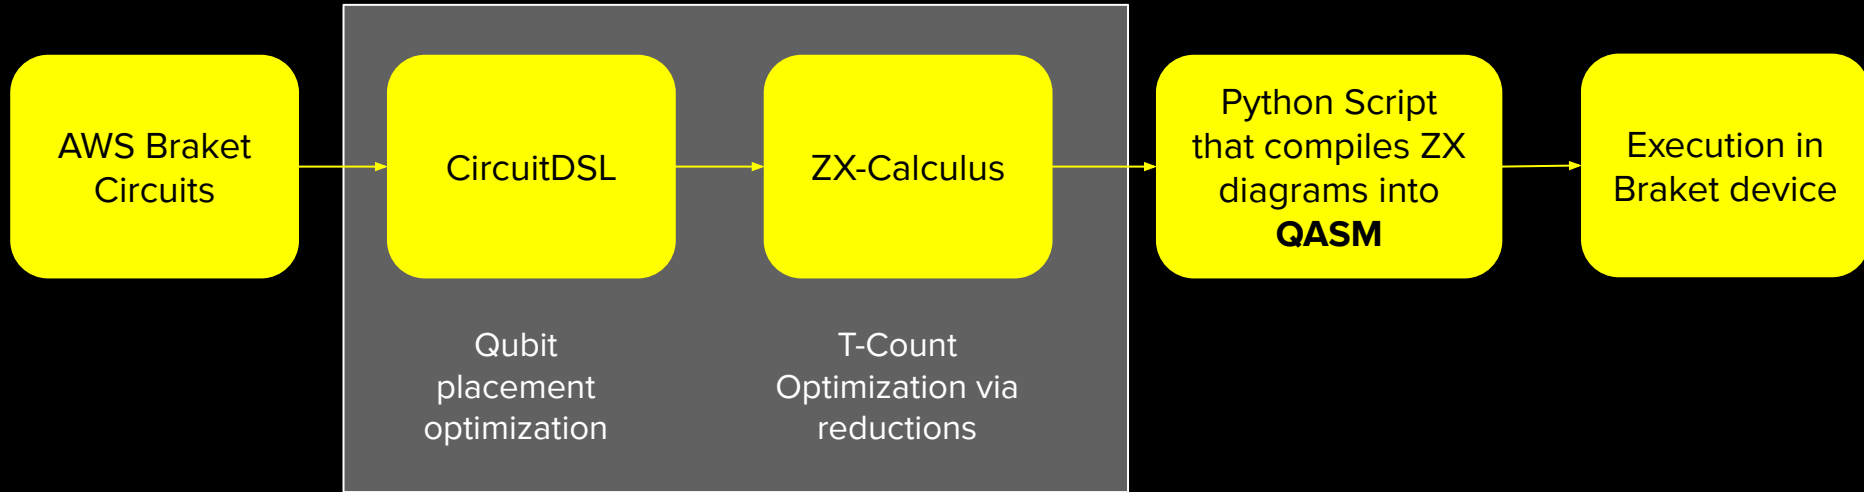 AWS Braket
Circuits
CircuitDSL
ZX-Calculus
Python Script
that compiles ZX
diagrams into
QASM
Execution in
Braket device
Qubit
placement
optimization
T-Count
Optimization via
reductions